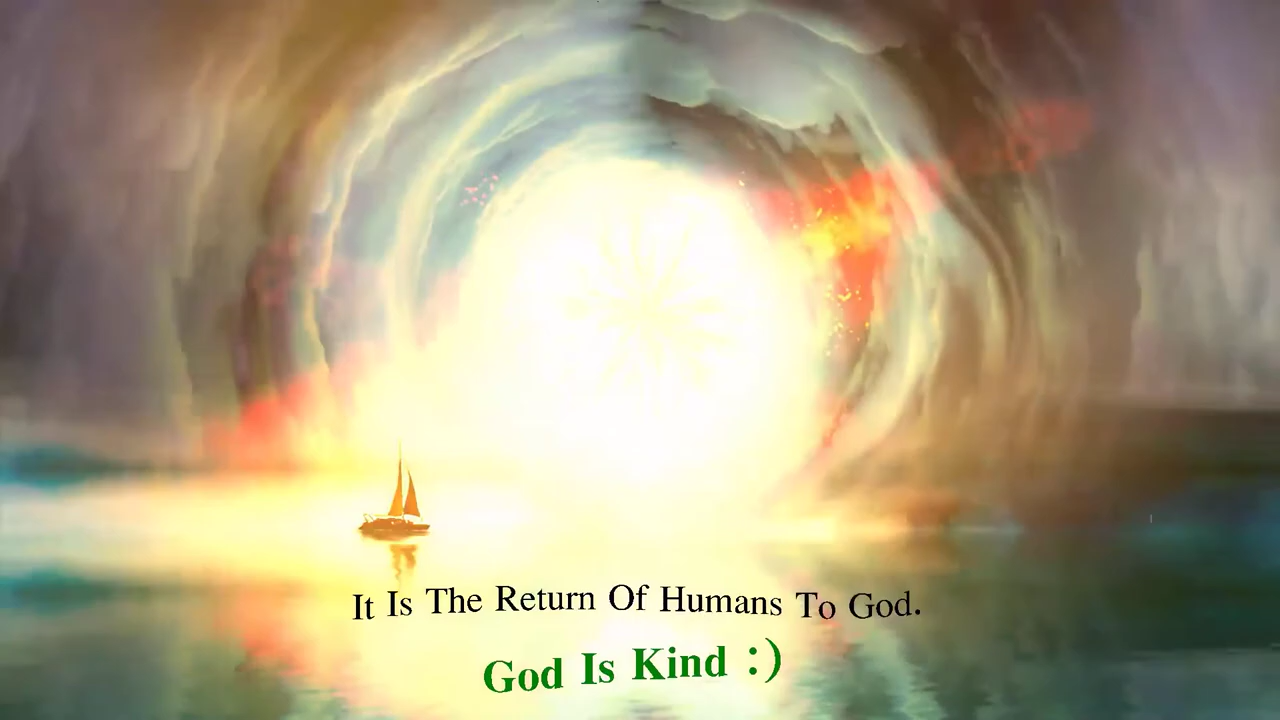 It Is The Return Of Humans To God.
God Is Kind :)